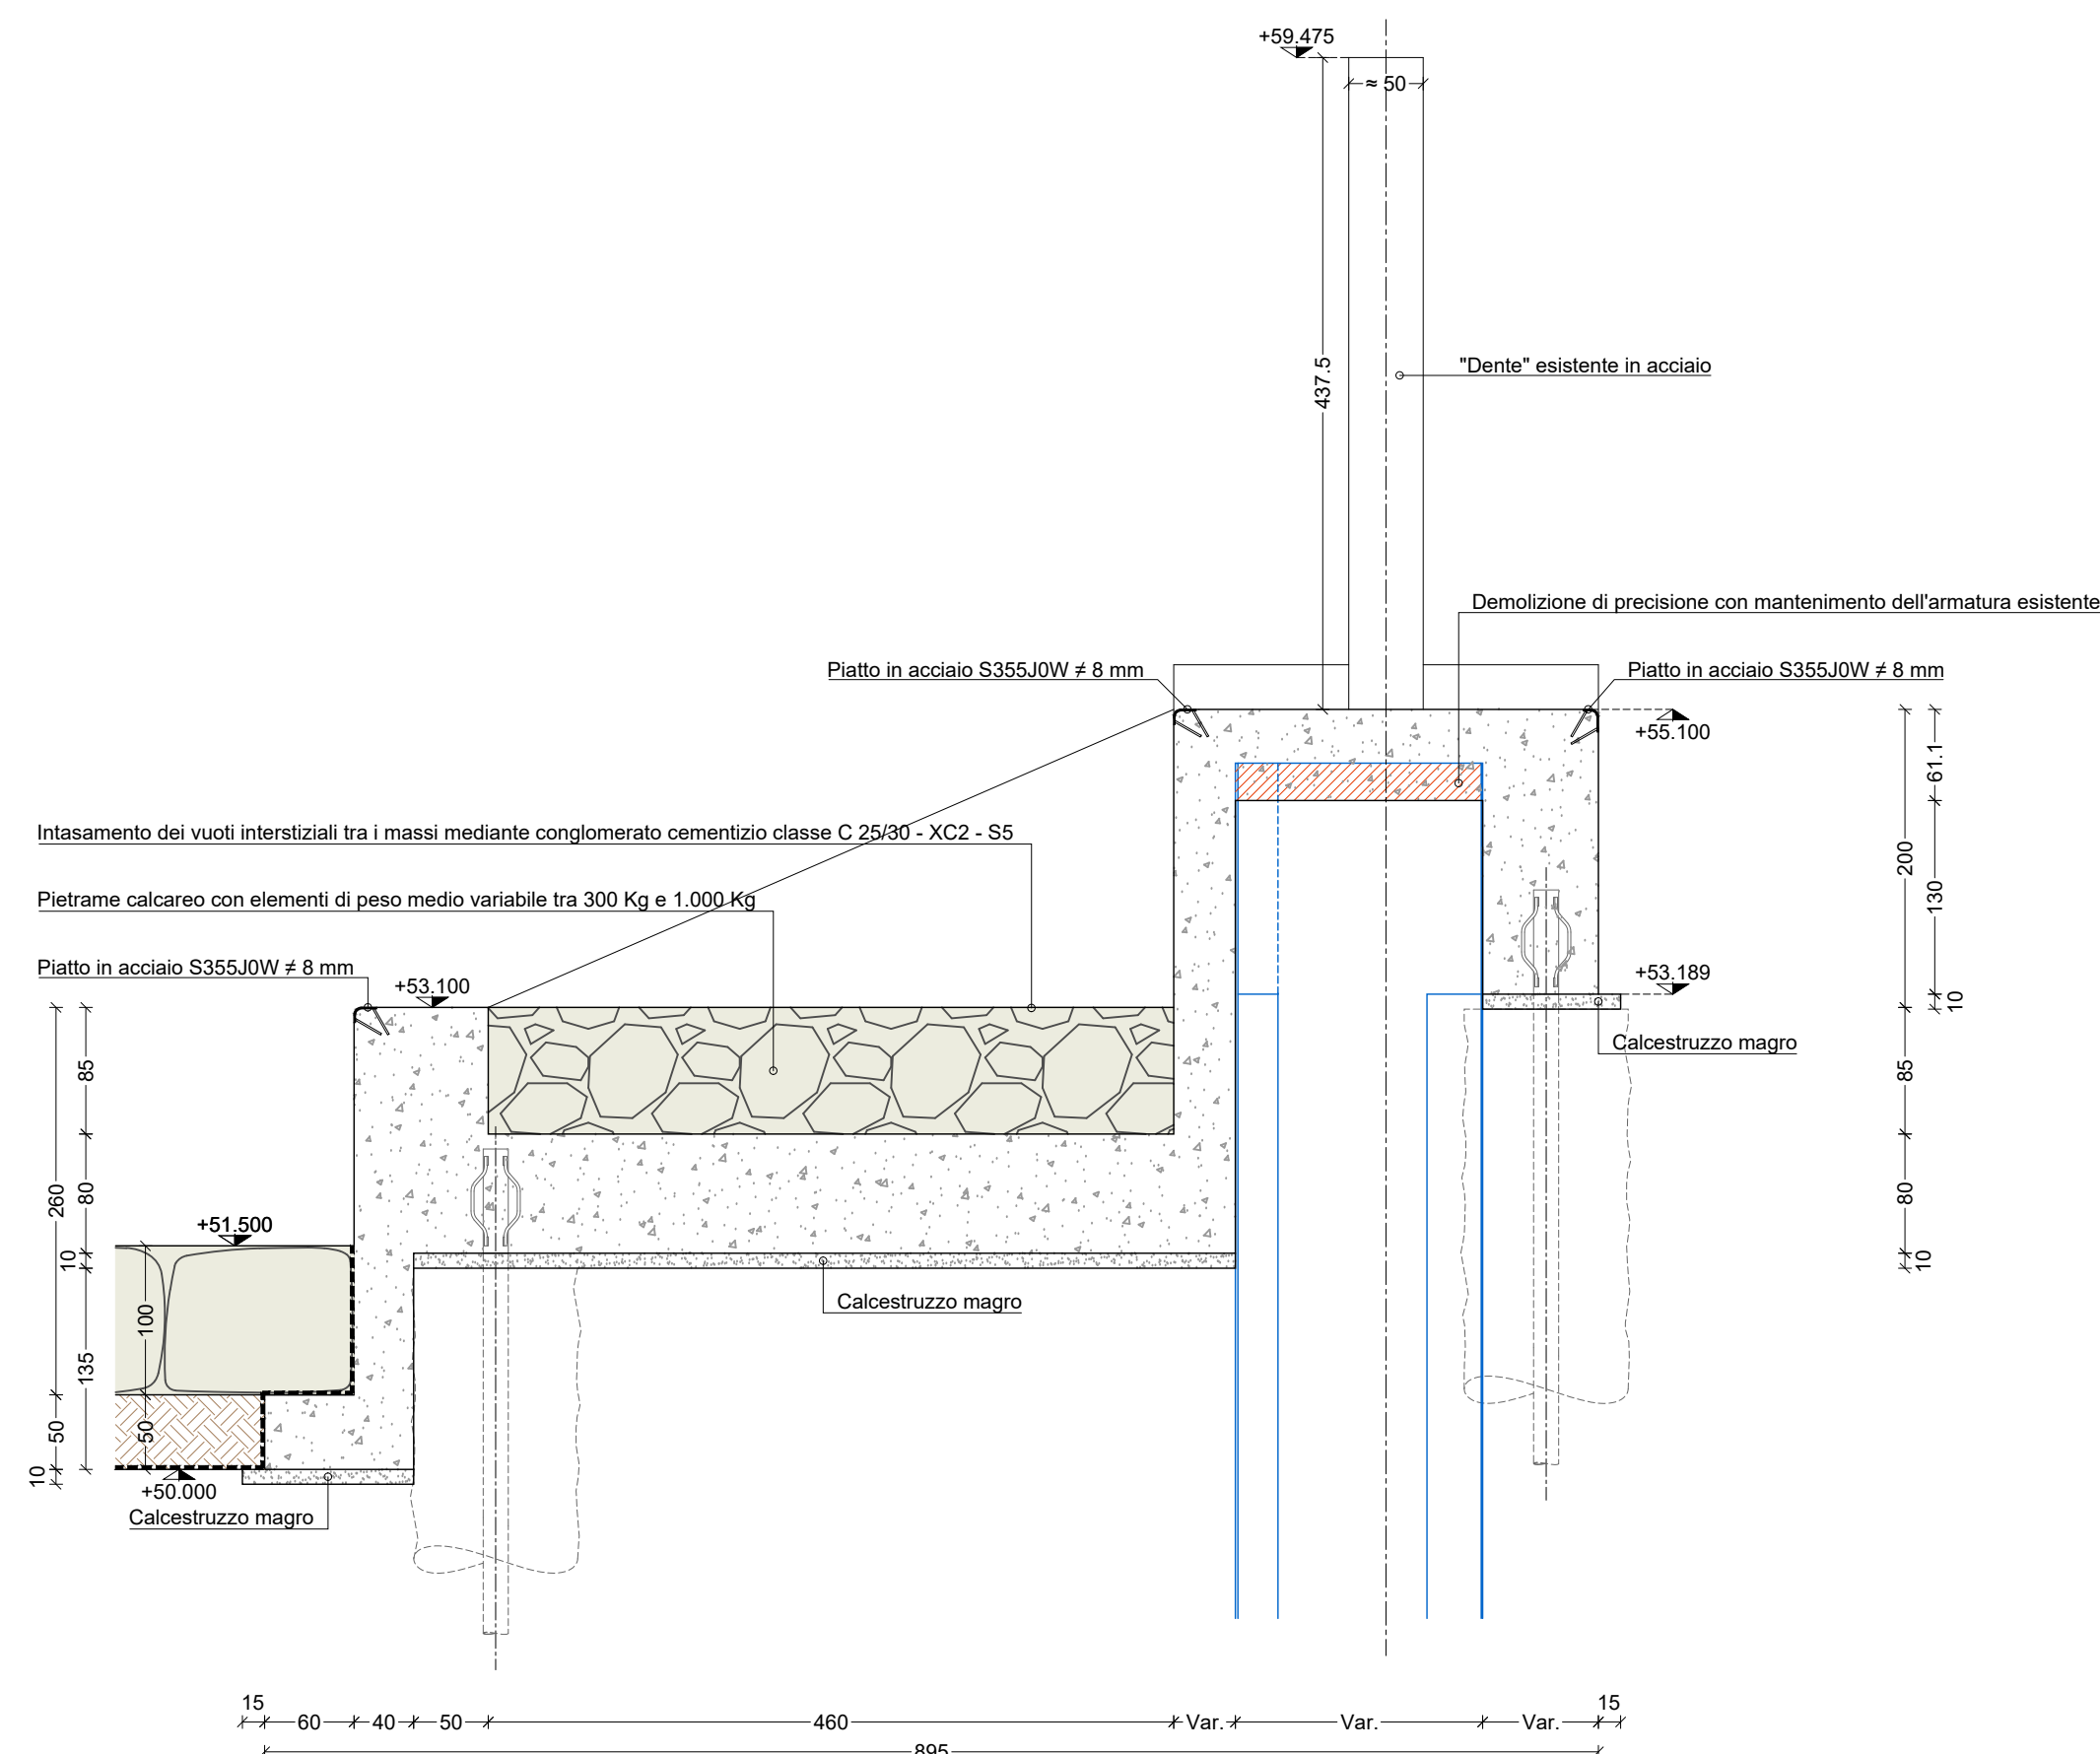 +59.475
≈ 50
437.5
"Dente" esistente in acciaio
Demolizione di precisione con mantenimento dell'armatura esistente
Piatto in acciaio S355J0W ≠ 8 mm
Piatto in acciaio S355J0W ≠ 8 mm
+55.100
61.1
200
130
10
Intasamento dei vuoti interstiziali tra i massi mediante conglomerato cementizio classe C 25/30 - XC2 - S5
Pietrame calcareo con elementi di peso medio variabile tra 300 Kg e 1.000 Kg
Piatto in acciaio S355J0W ≠ 8 mm
+53.100
+53.189
Calcestruzzo magro
85
80
10
85
260
80
10
135
50
10
+51.500
100
50
Calcestruzzo magro
+50.000
Calcestruzzo magro
15
60
40
50
460
Var.
Var.
Var.
15
895